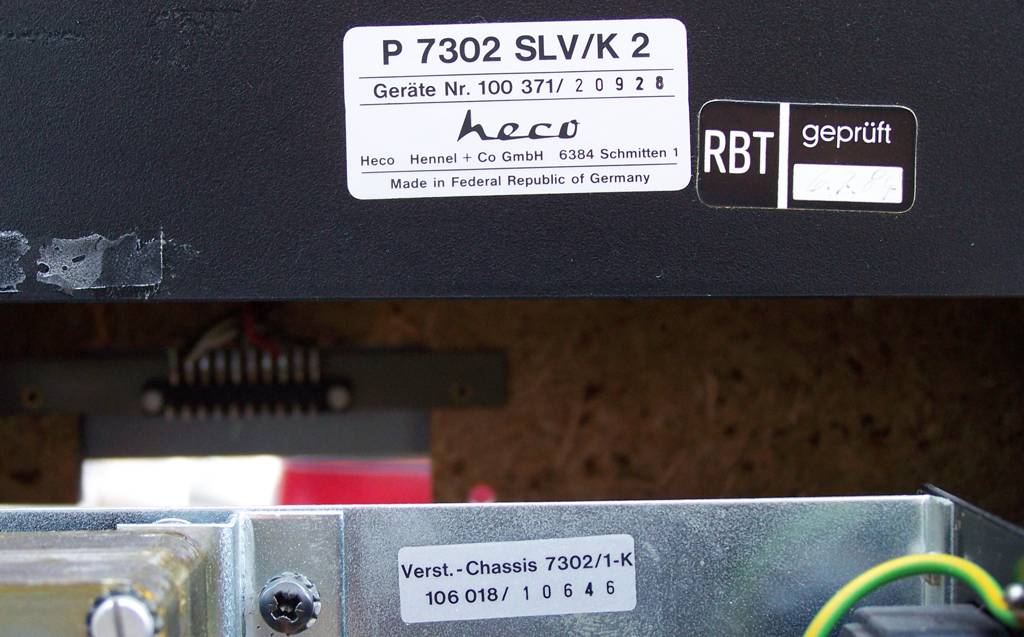 P 7302 SLV/K 2
Geräte Nr. 100 371/ 20928
heco
Heco Hennel + Co GmbH 6384 Schmitten 1
Made in Federal Republic of Germany
RBT
geprüft
Verst.-Chassis 7302/1-K
106 018/ 10646